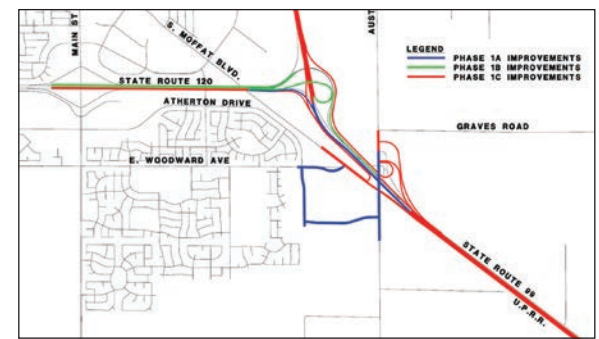 MAIN ST
S. MOFFAT BLVD.
AUST
LEGEND
PHASE 1A IMPROVEMENTS
PHASE 1B IMPROVEMENTS
PHASE 1C IMPROVEMENTS
STATE ROUTE 120
ATHERTON DRIVE
GRAVES ROAD
E. WOODWARD AVE
STATE ROUTE 99
U.P.R.R.